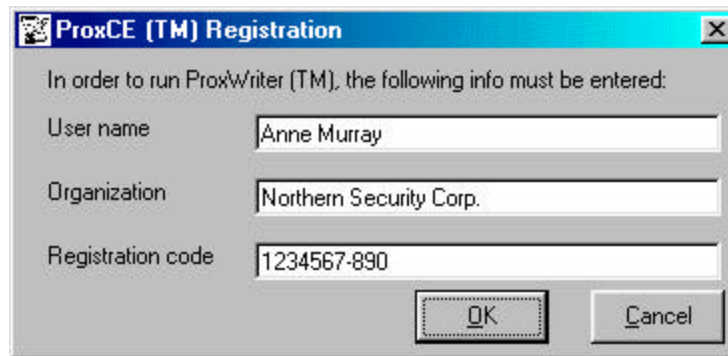 ProxCE (TM) Registration
In order to run ProxWriter (TM), the following info must be entered:
User name Anne Murray
Organization Northern Security Corp.
Registration code 1234567-890
OK Cancel